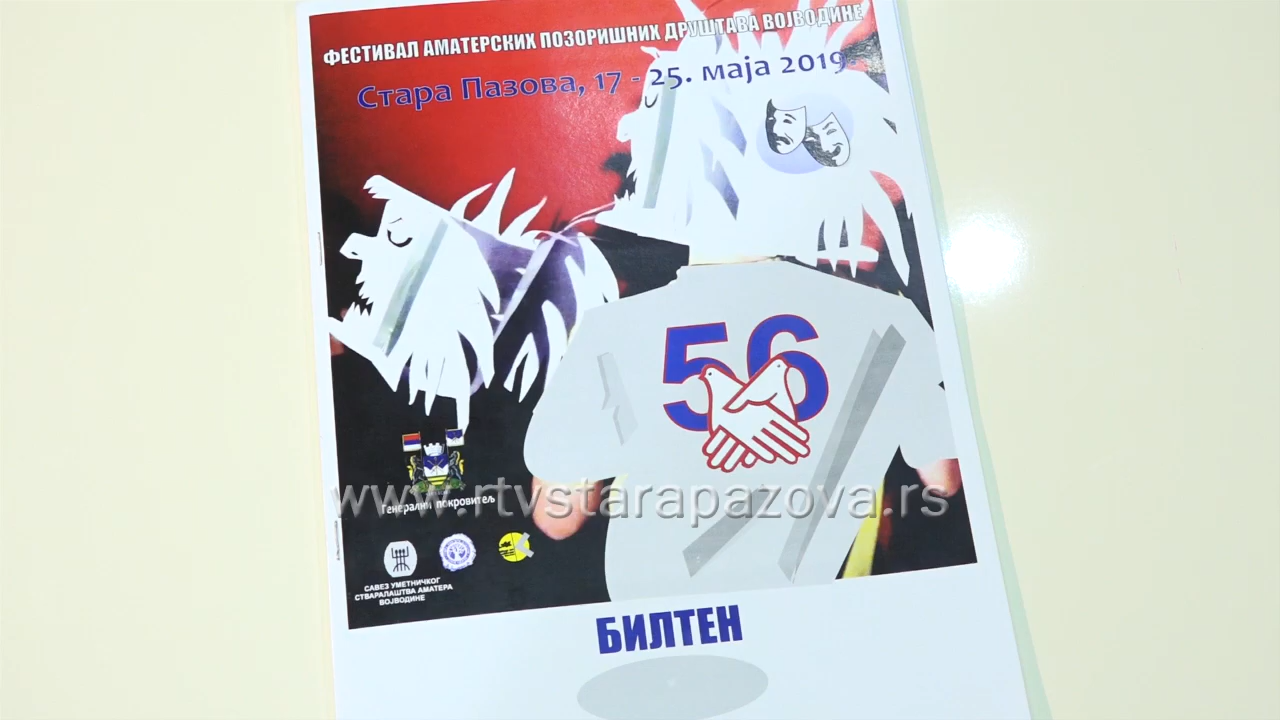 ФЕСТИВАЛ АМАТЕРСКИХ ПОЗОРИШНИХ ДРУШТАВА ВОЈВОДИНЕ
Стара Пазова, 17 - 25. маја 2019.
56
Генерални покровитељ
www.rtvstarapazova.rs
САВЕЗ УМЕТНИЧКОГ
СТВАРАЛАШТВА АМАТЕРА
ВОЈВОДИНЕ
БИЛТЕН